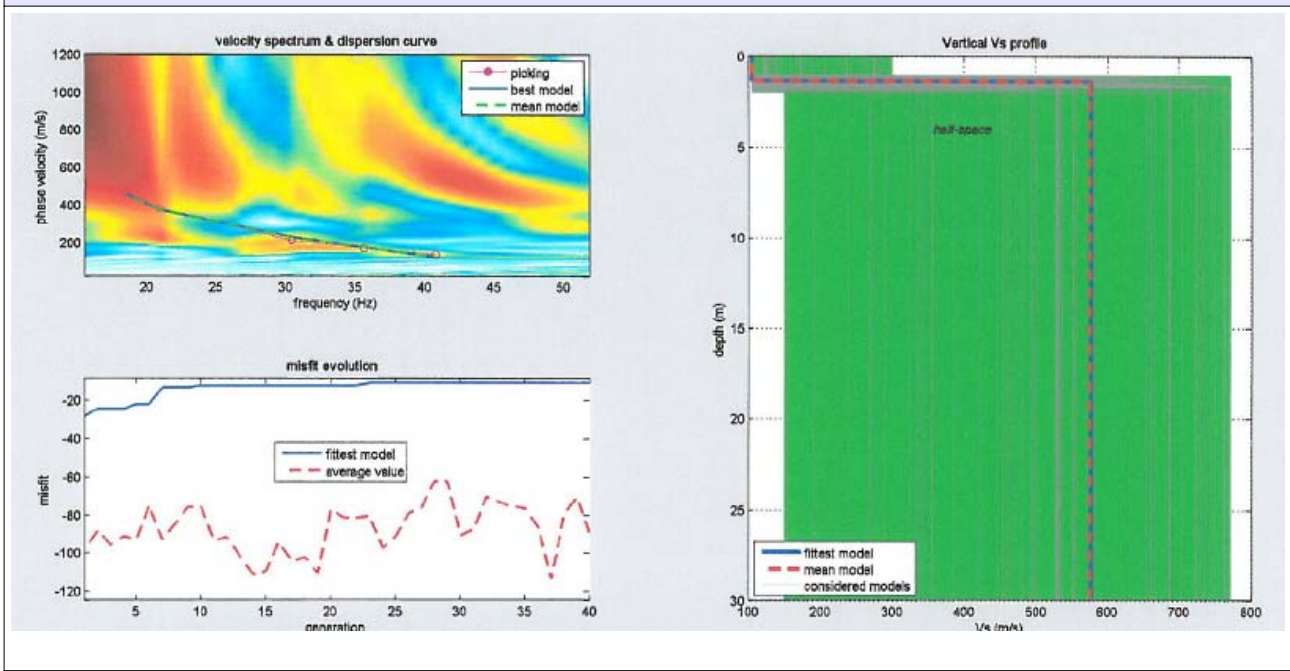 velocity spectrum & dispersion curve
1200
1000
800
600
400
200
phase velocity (m/s)
picking
best model
mean model
20 25 30 35 40 45 50
frequency (Hz)
misfit evolution
-20
-40
-60
-80
-100
-120
misfit
fittest model
average value
5 10 15 20 25 30 35 40
generation
Vertical Vs profile
0
5
10
15
20
25
30
depth (m)
half-space
fittest model
mean model
considered models
100 200 300 400 500 600 700 800
Vs (m/s)